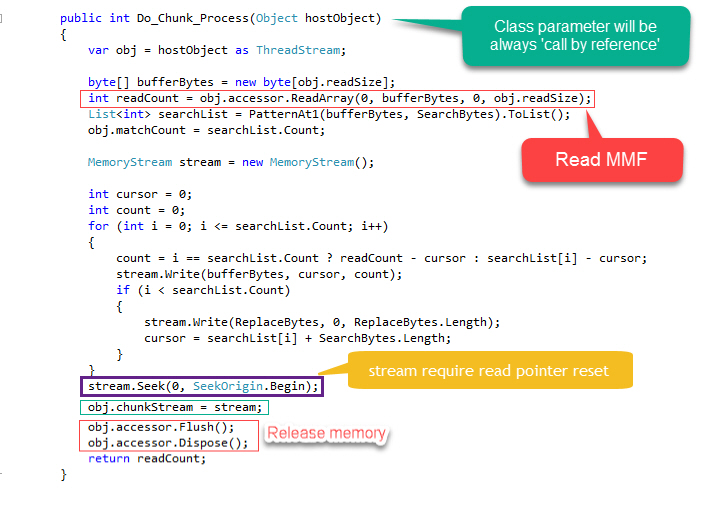 public int Do_Chunk_Process(Object hostObject)
{
var obj = hostObject as ThreadStream;
byte[] bufferBytes = new byte[obj.readSize];
int readCount = obj.accessor.ReadArray(0, bufferBytes, 0, obj.readSize);
List<int> searchList = PatternAt1(bufferBytes, SearchBytes).ToList();
obj.matchCount = searchList.Count;
MemoryStream stream = new MemoryStream();
int cursor = 0;
int count = 0;
for (int i = 0; i <= searchList.Count; i++)
{
count = i == searchList.Count ? readCount - cursor : searchList[i] - cursor;
stream.Write(bufferBytes, cursor, count);
if (i < searchList.Count)
{
stream.Write(ReplaceBytes, 0, ReplaceBytes.Length);
cursor = searchList[i] + SearchBytes.Length;
}
}
stream.Seek(0, SeekOrigin.Begin);
obj.chunkStream = stream;
obj.accessor.Flush();
obj.accessor.Dispose();
return readCount;
}
Class parameter will be
always 'call by reference'
Read MMF
stream require read pointer reset
Release memory